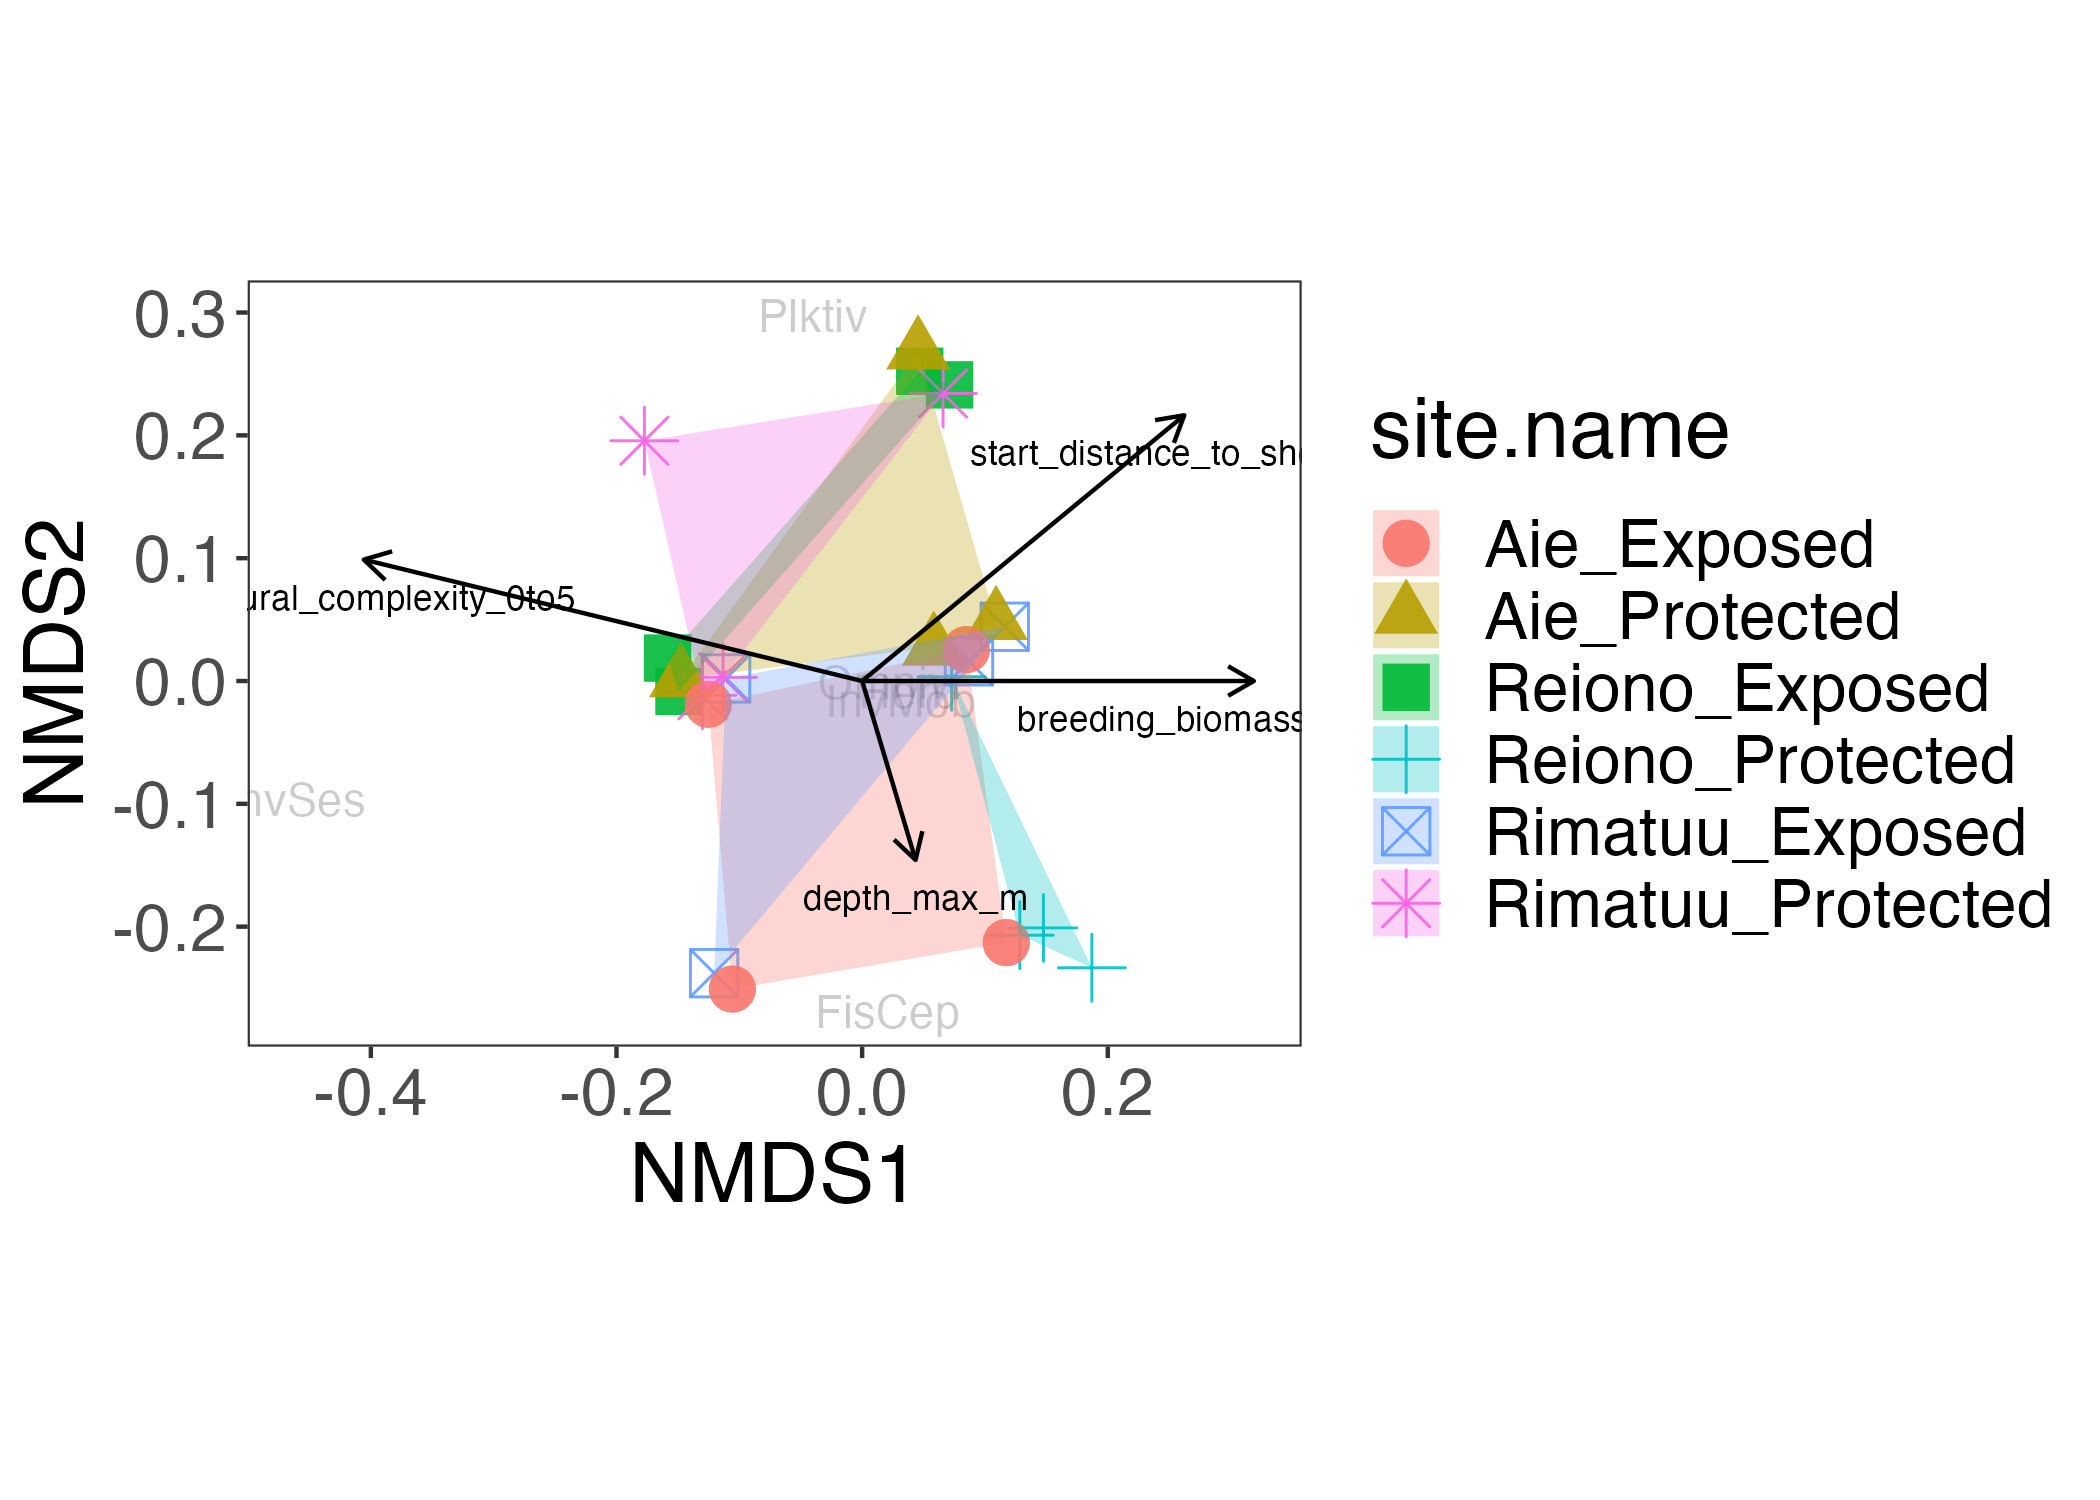 NMDS2
0.3
0.2
0.1
0.0
-0.1
-0.2
Plktiv
start_distance_to_sh
ural_complexity_0to5
InvMob
breeding_biomass
nvSes
depth_max_m
FisCep
-0.4
-0.2
0.0
0.2
NMDS1
site.name
Aie_Exposed
Aie_Protected
Reiono_Exposed
Reiono_Protected
Rimatuu_Exposed
Rimatuu_Protected